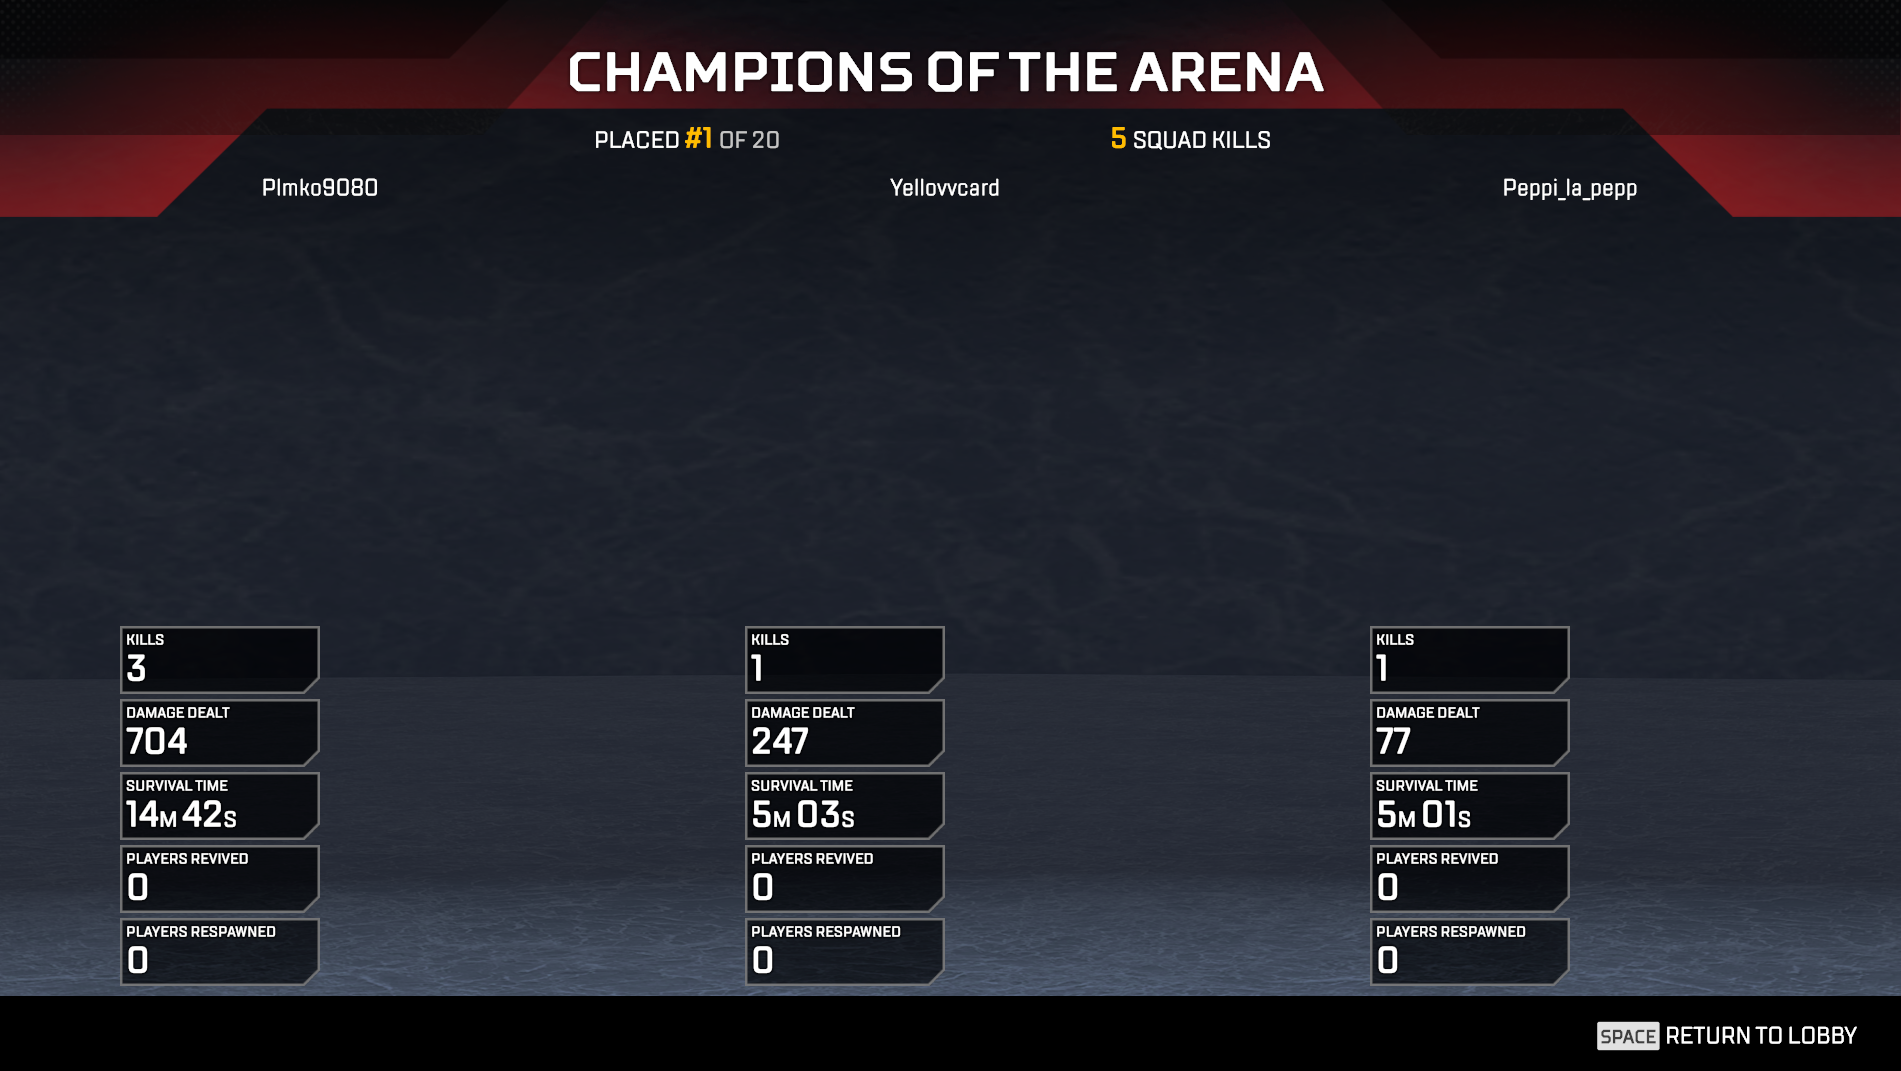 CHAMPIONS OF THE ARENA
PLACED #1 OF 20
5 SQUAD KILLS
Plmko9080
Yellovvcard
Peppi_la_pepp
KILLS
3
DAMAGE DEALT
704
SURVIVAL TIME
14M 42S
PLAYERS REVIVED
0
PLAYERS RESPAWNED
0
KILLS
1
DAMAGE DEALT
247
SURVIVAL TIME
5M 03S
PLAYERS REVIVED
0
PLAYERS RESPAWNED
0
KILLS
1
DAMAGE DEALT
77
SURVIVAL TIME
5M 01S
PLAYERS REVIVED
0
PLAYERS RESPAWNED
0
SPACE RETURN TO LOBBY